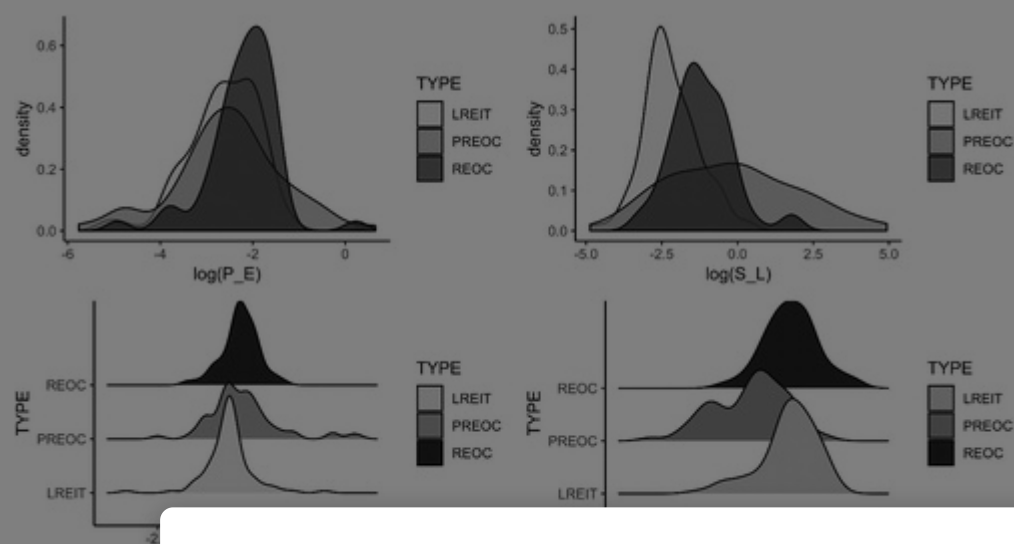 0.6
0.4
0.2
0.0
density
-6
-4
-2
0
log(P_E)
TYPE
LREIT
PREOC
REOC
0.5
0.4
0.3
0.2
0.1
0.0
density
-5.0
-2.5
0.0
2.5
5.0
log(S_L)
TYPE
LREIT
PREOC
REOC
REOC
PREOC
LREIT
TYPE
TYPE
LREIT
PREOC
REOC
REOC
PREOC
LREIT
TYPE
TYPE
LREIT
PREOC
REOC